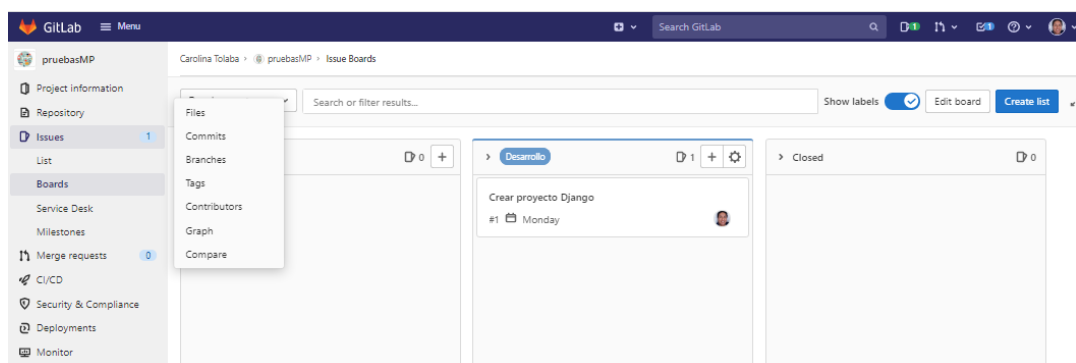 GitLab
Menu
Search GitLab
1
1
pruebasMP
Carolina Tolaba › pruebasMP › Issue Boards
Project information
Repository
Issues 1
List
Boards
Service Desk
Milestones
Merge requests 0
CI/CD
Security & Compliance
Deployments
Monitor
Files
Commits
Branches
Tags
Contributors
Graph
Compare
Search or filter results...
Show labels
Edit board
Create list
0
Desarrollo
1
Crear proyecto Django
#1 Monday
Closed
0